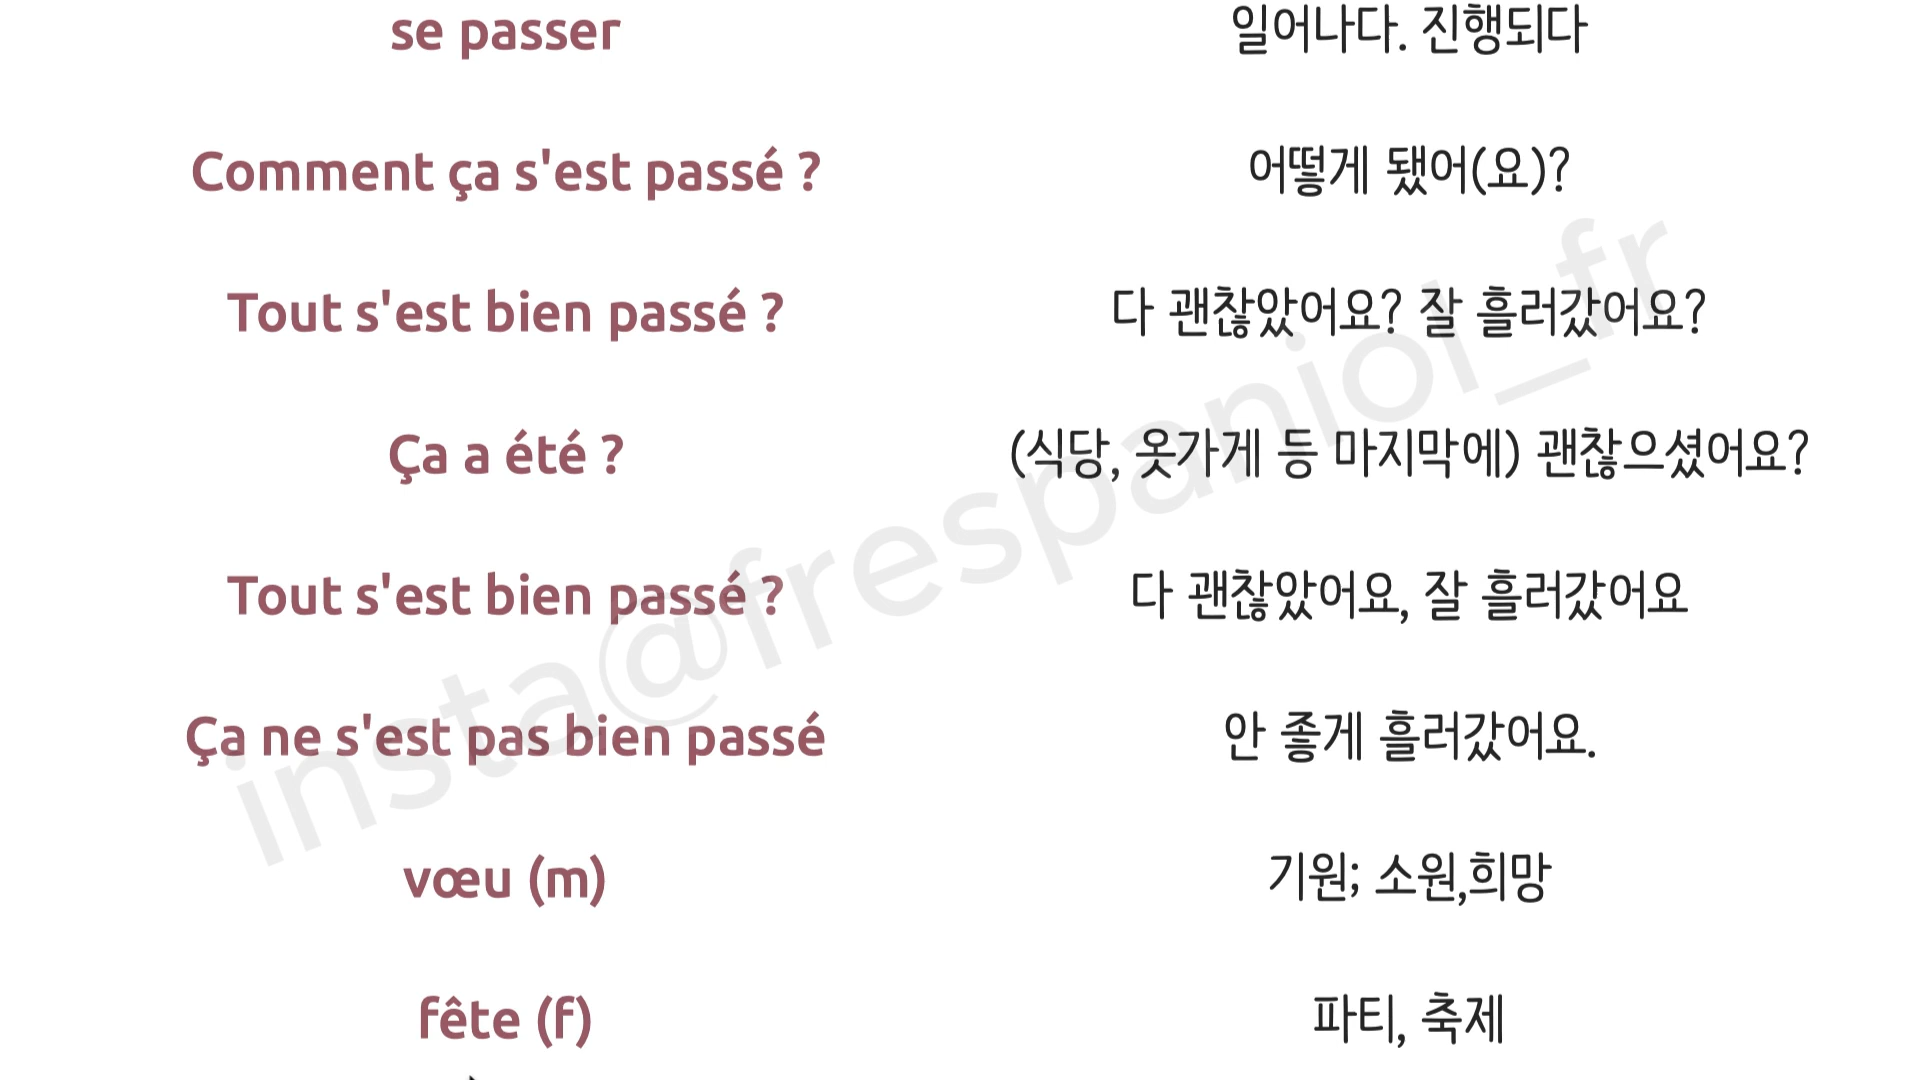 se passer 일어나다. 진행되다
Comment ça s'est passé ? 어떻게 됐어(요)?
Tout s'est bien passé ? 다 괜찮았어요? 잘 흘러갔어요?
Ça a été ? (식당, 옷가게 등 마지막에) 괜찮으셨어요?
Tout s'est bien passé ? 다 괜찮았어요, 잘 흘러갔어요
Ça ne s'est pas bien passé 안 좋게 흘러갔어요.
vœu (m) 기원; 소원,희망
fête (f) 파티, 축제
insta@frespaniol_fr